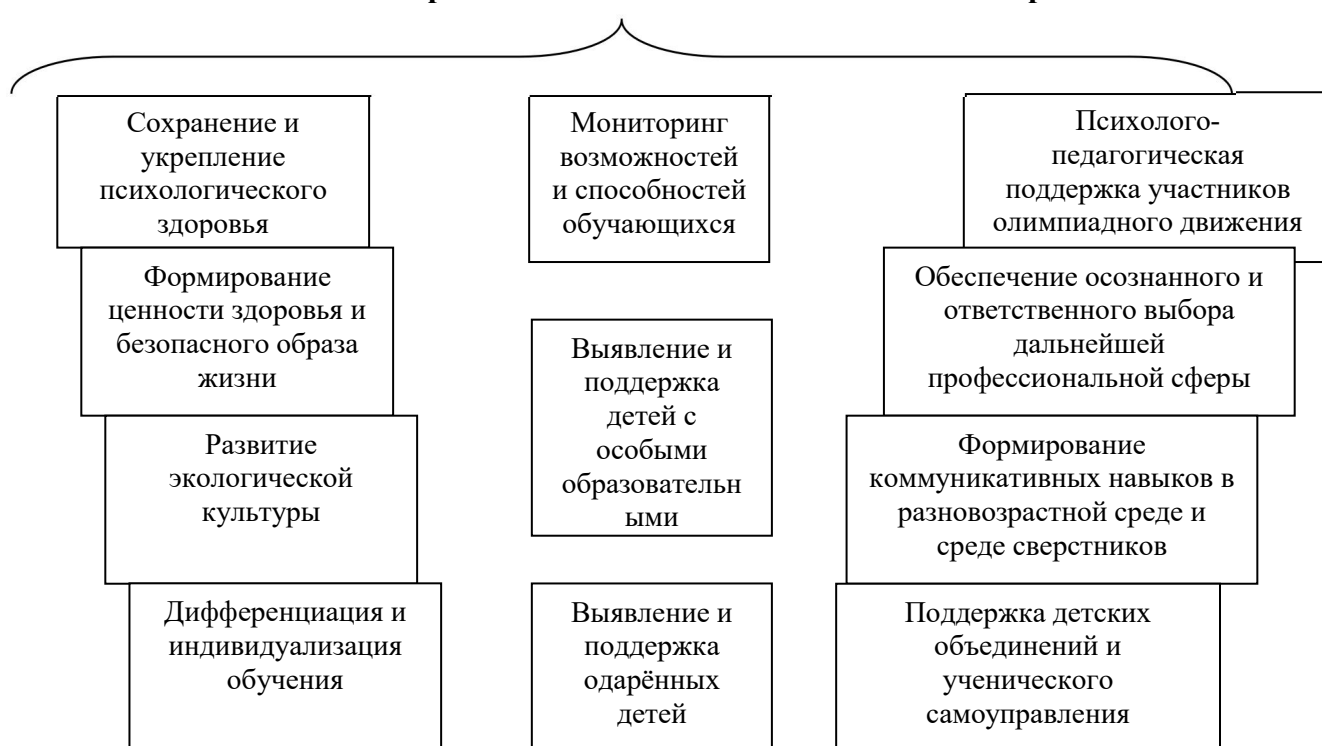 Сохранение и
укрепление
психологического
здоровья
Мониторинг
возможностей
и способностей
обучающихся
Психолого-
педагогическая
поддержка участников
олимпиадного движения
Формирование
ценности здоровья и
безопасного образа
жизни
Выявление и
поддержка
детей с
особыми
образовательн
ыми
Обеспечение осознанного и
ответственного выбора
дальнейшей
профессиональной сферы
Развитие
экологической
культуры
Формирование
коммуникативных навыков в
разновозрастной среде и
среде сверстников
Дифференциация и
индивидуализация
обучения
Выявление и
поддержка
одарённых
детей
Поддержка детских
объединений и
ученического
самоуправления